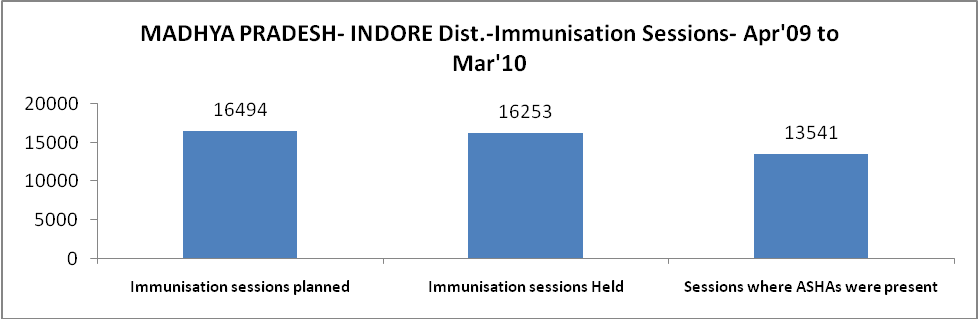 MADHYA PRADESH- INDORE Dist.-Immunisation Sessions- Apr'09 to
Mar'10
20000
15000
10000
5000
0
16494
16253
13541
Immunisation sessions planned
Immunisation sessions Held
Sessions where ASHAs were present